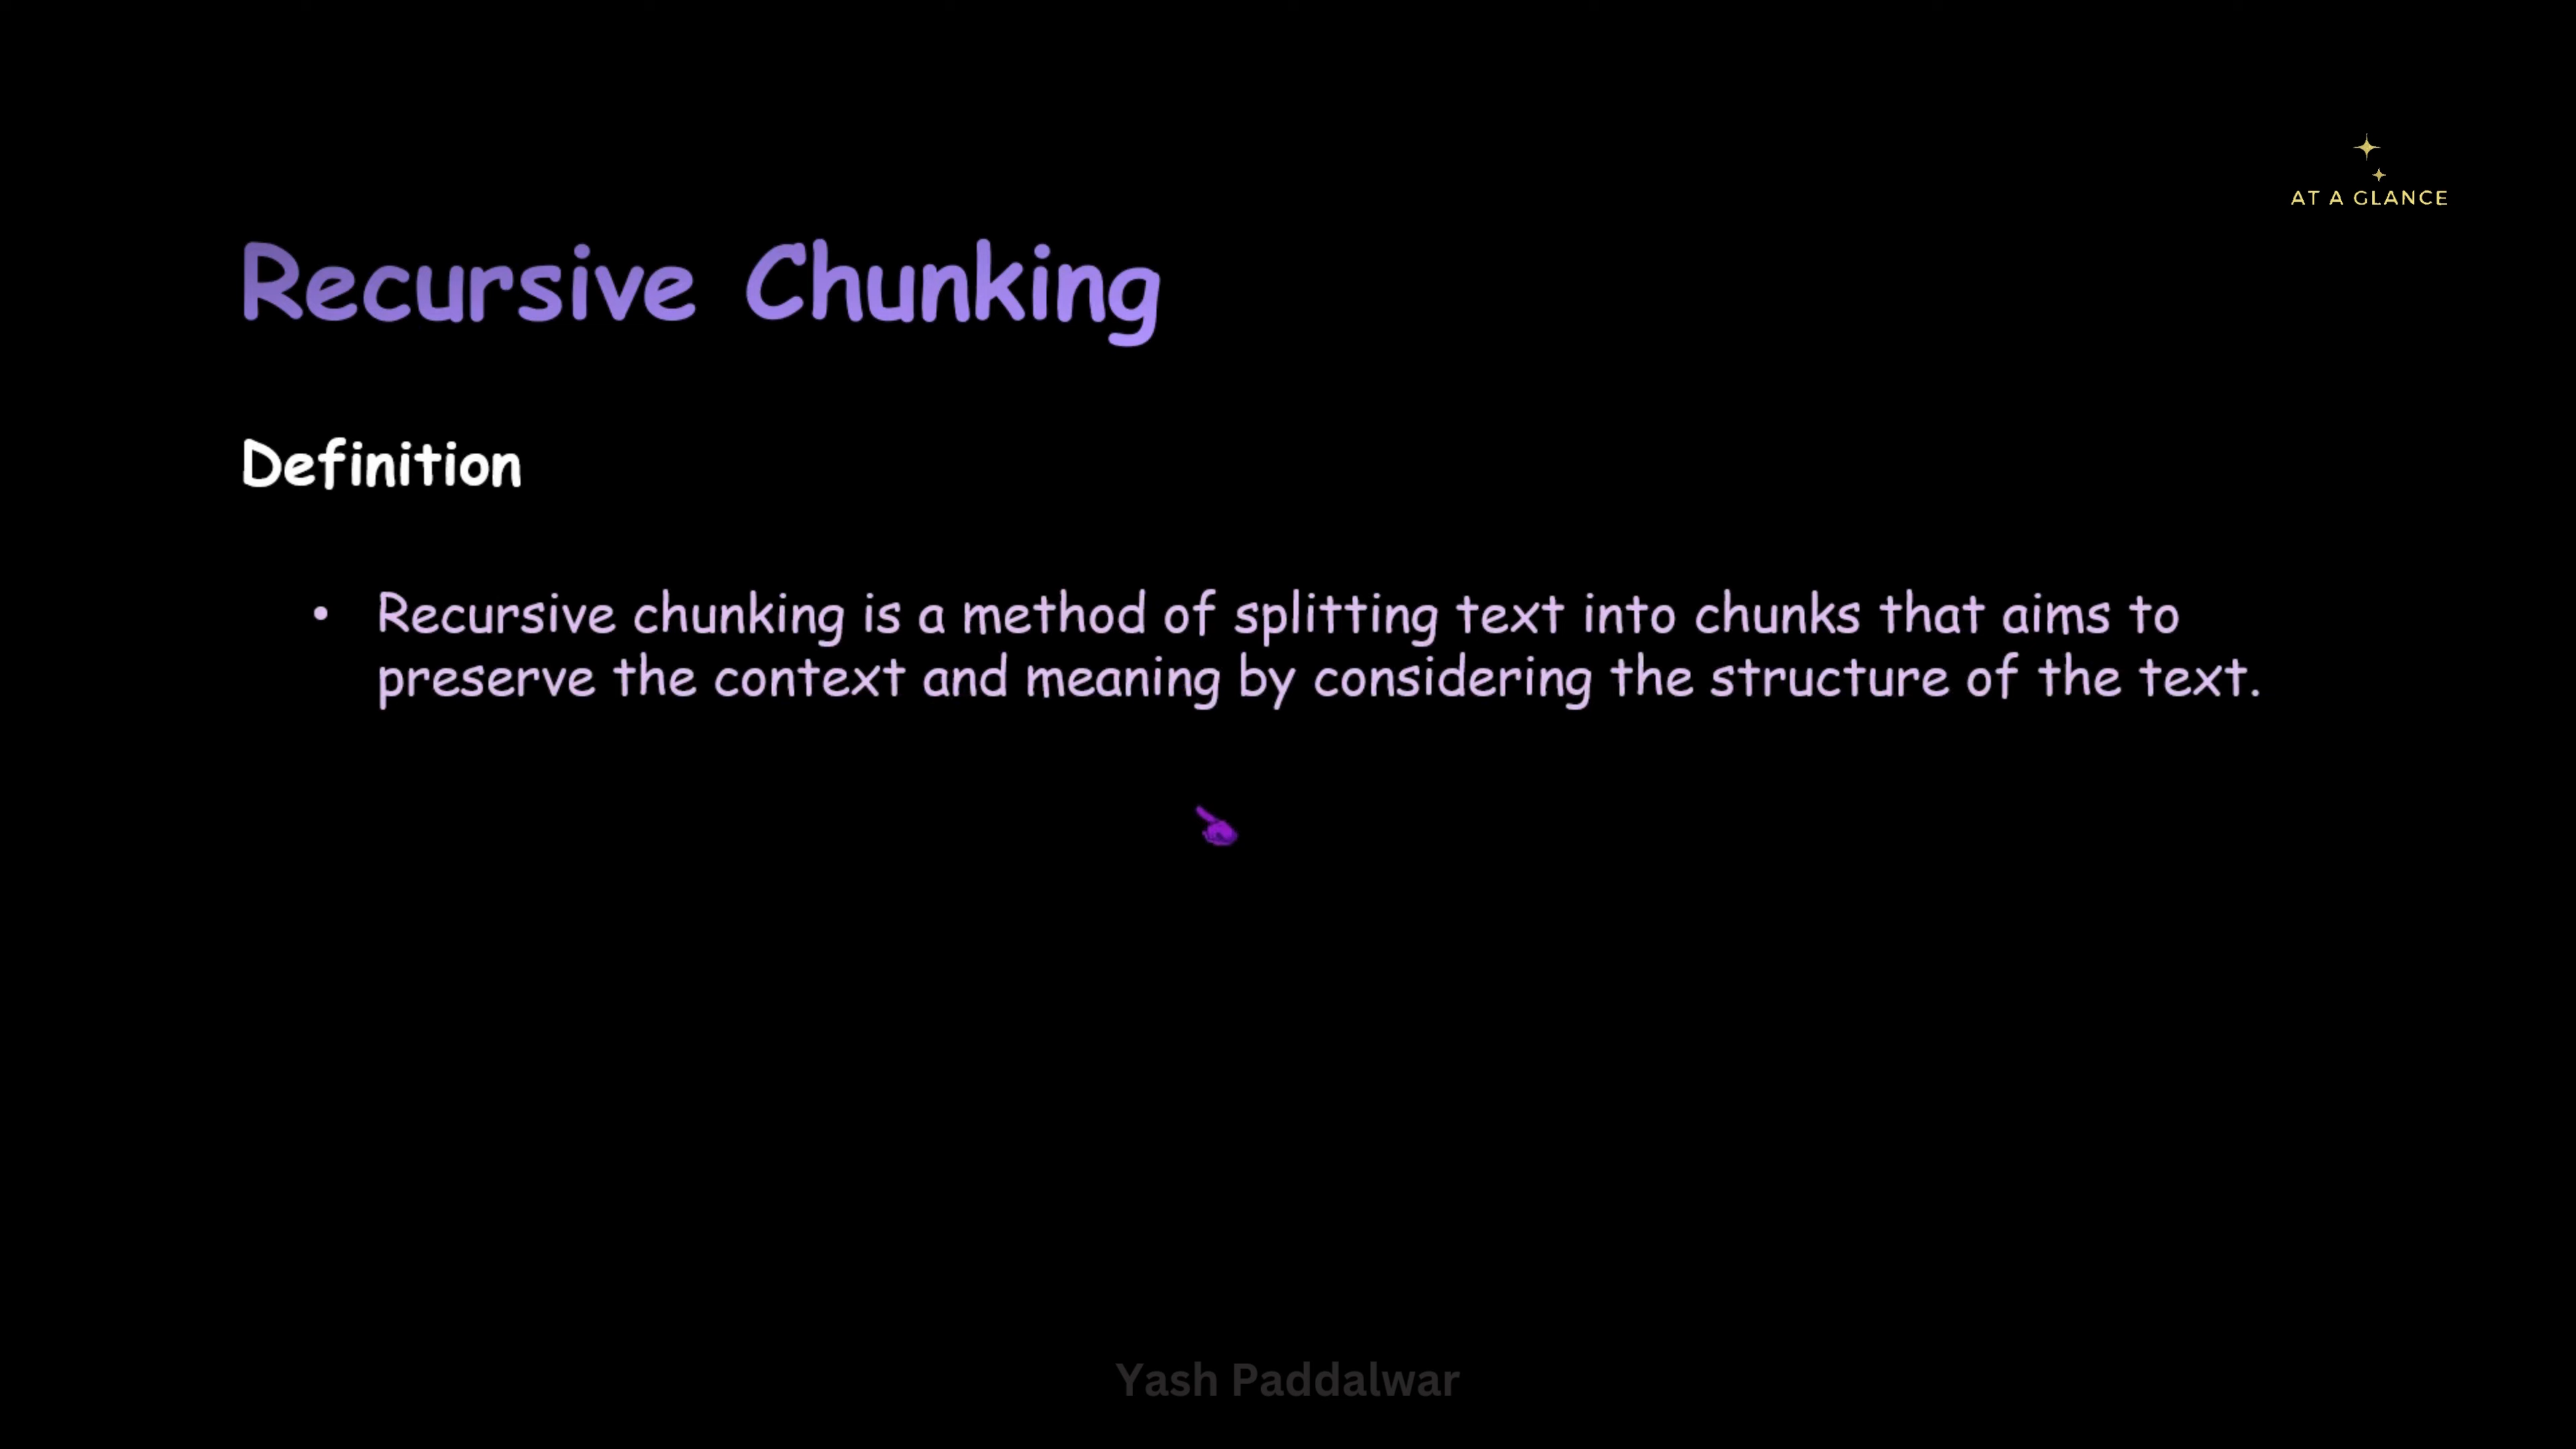 AT A GLANCE
Recursive Chunking
Definition
• Recursive chunking is a method of splitting text into chunks that aims to
preserve the context and meaning by considering the structure of the text.
Yash Paddalwar